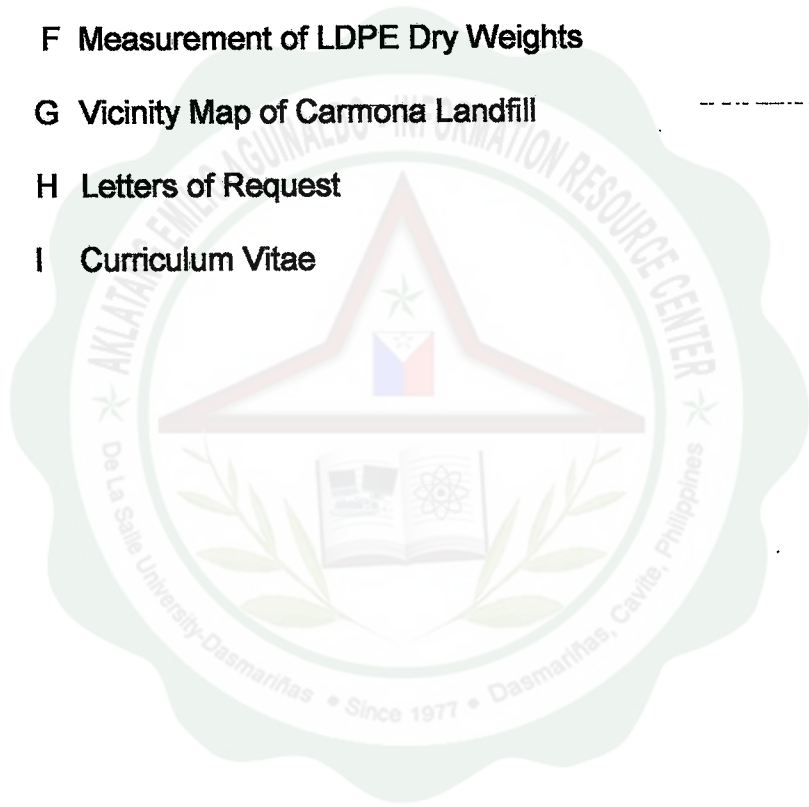 F Measurement of LDPE Dry Weights
G Vicinity Map of Carmona Landfill
H Letters of Request
I Curriculum Vitae
AKLATANG EMILIO AGUINALDO - INFORMATION RESOURCE CENTER
De La Salle University-Dasmariñas • Since 1977 • Dasmariñas, Cavite, Philippines